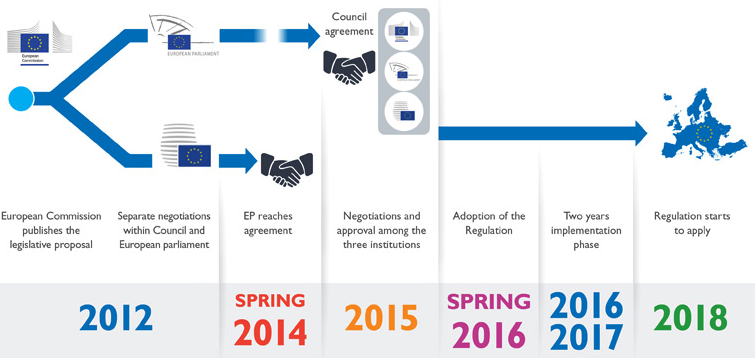 Council
agreement
European
Commission
EUROPEAN PARLIAMENT
European Commission
publishes the
legislative proposal
Separate negotiations
within Council and
European parliament
EP reaches
agreement
Negotiations and
approval among the
three institutions
Adoption of the
Regulation
Two years
implementation
phase
Regulation starts
to apply
2012
SPRING
2014
2015
SPRING
2016
2016
2017
2018